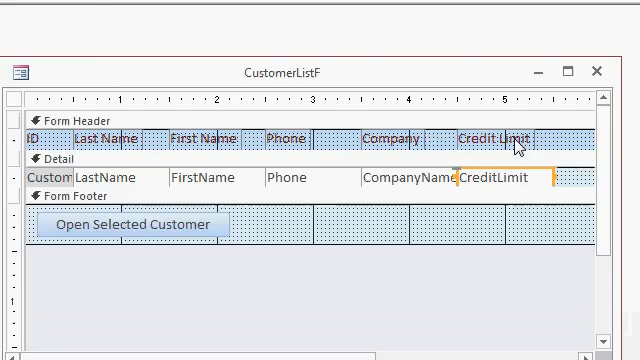 CustomerListF
1 2 3 4 5
Form Header
ID Last Name First Name Phone Company Credit Limit
Detail
Custom LastName FirstName Phone CompanyName CreditLimit
Form Footer
Open Selected Customer
1